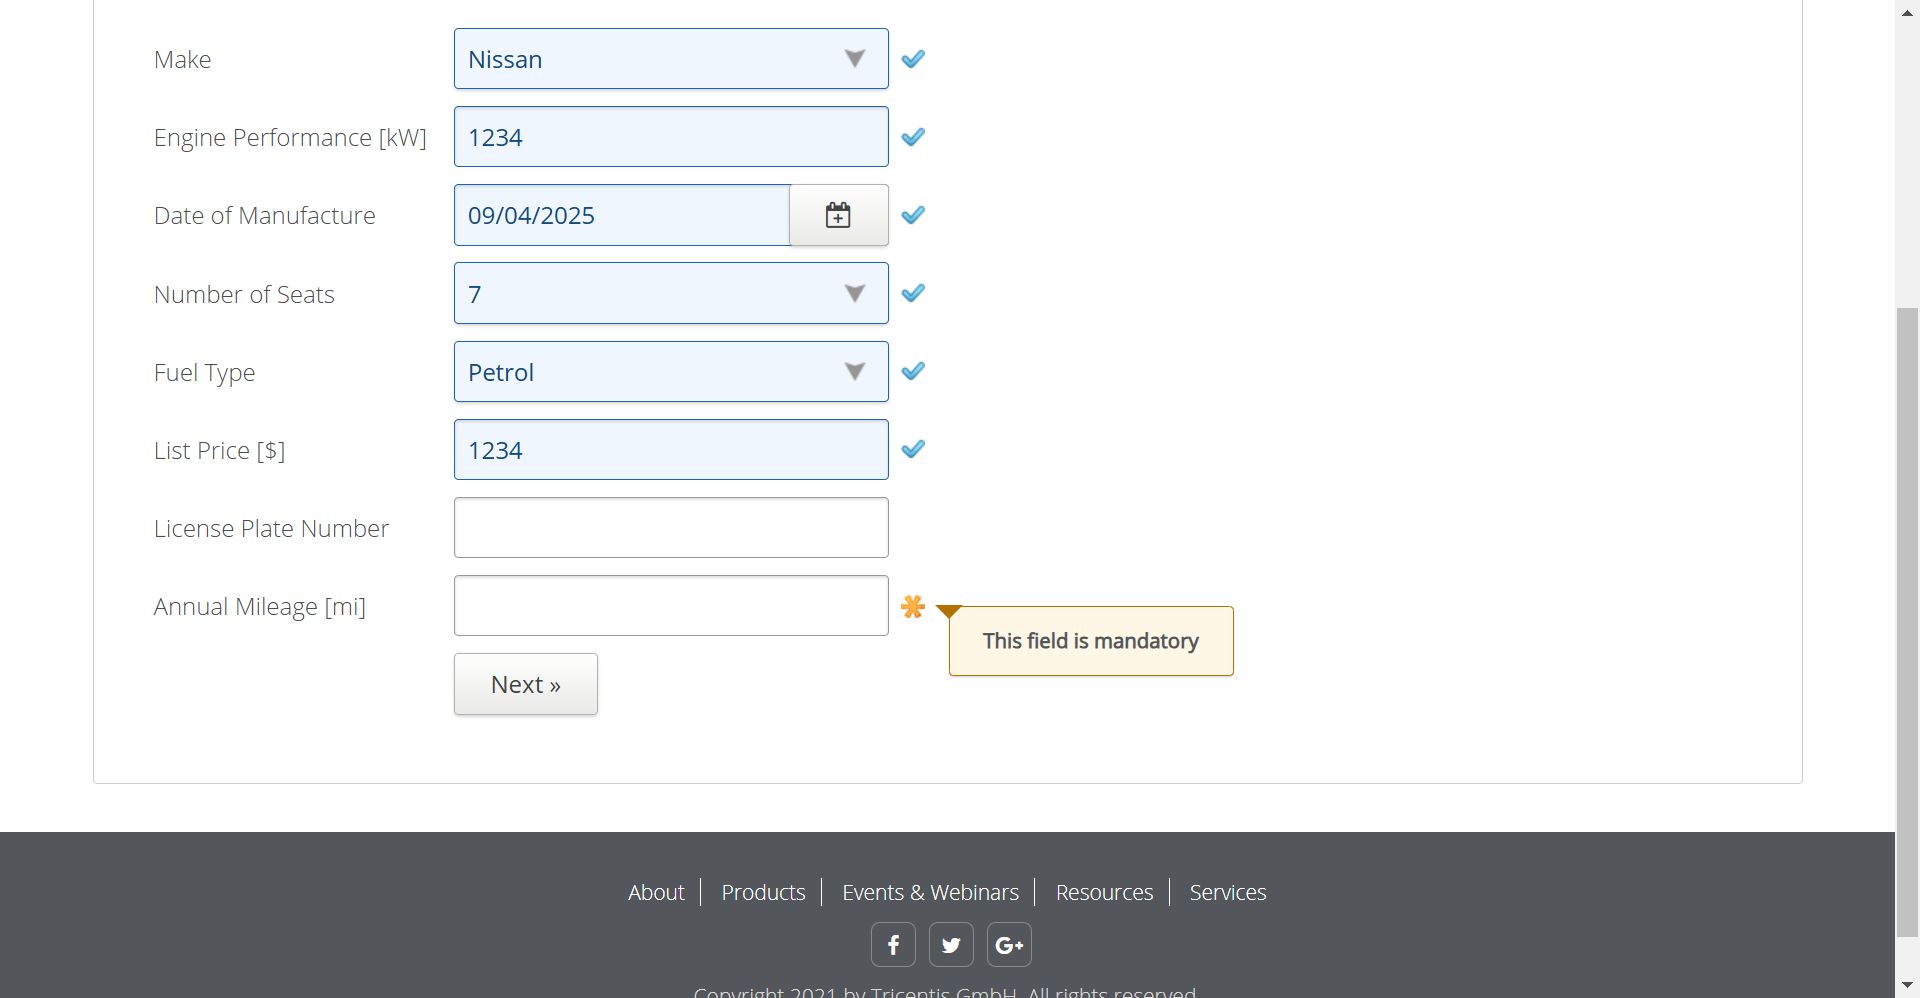 Make
Nissan
Engine Performance [kW]
1234
Date of Manufacture
09/04/2025
Number of Seats
7
Fuel Type
Petrol
List Price [$]
1234
License Plate Number
Annual Mileage [mi]
This field is mandatory
Next »
About
Products
Events & Webinars
Resources
Services
f
G+
Copyright 2021 by Tricentis GmbH. All rights reserved